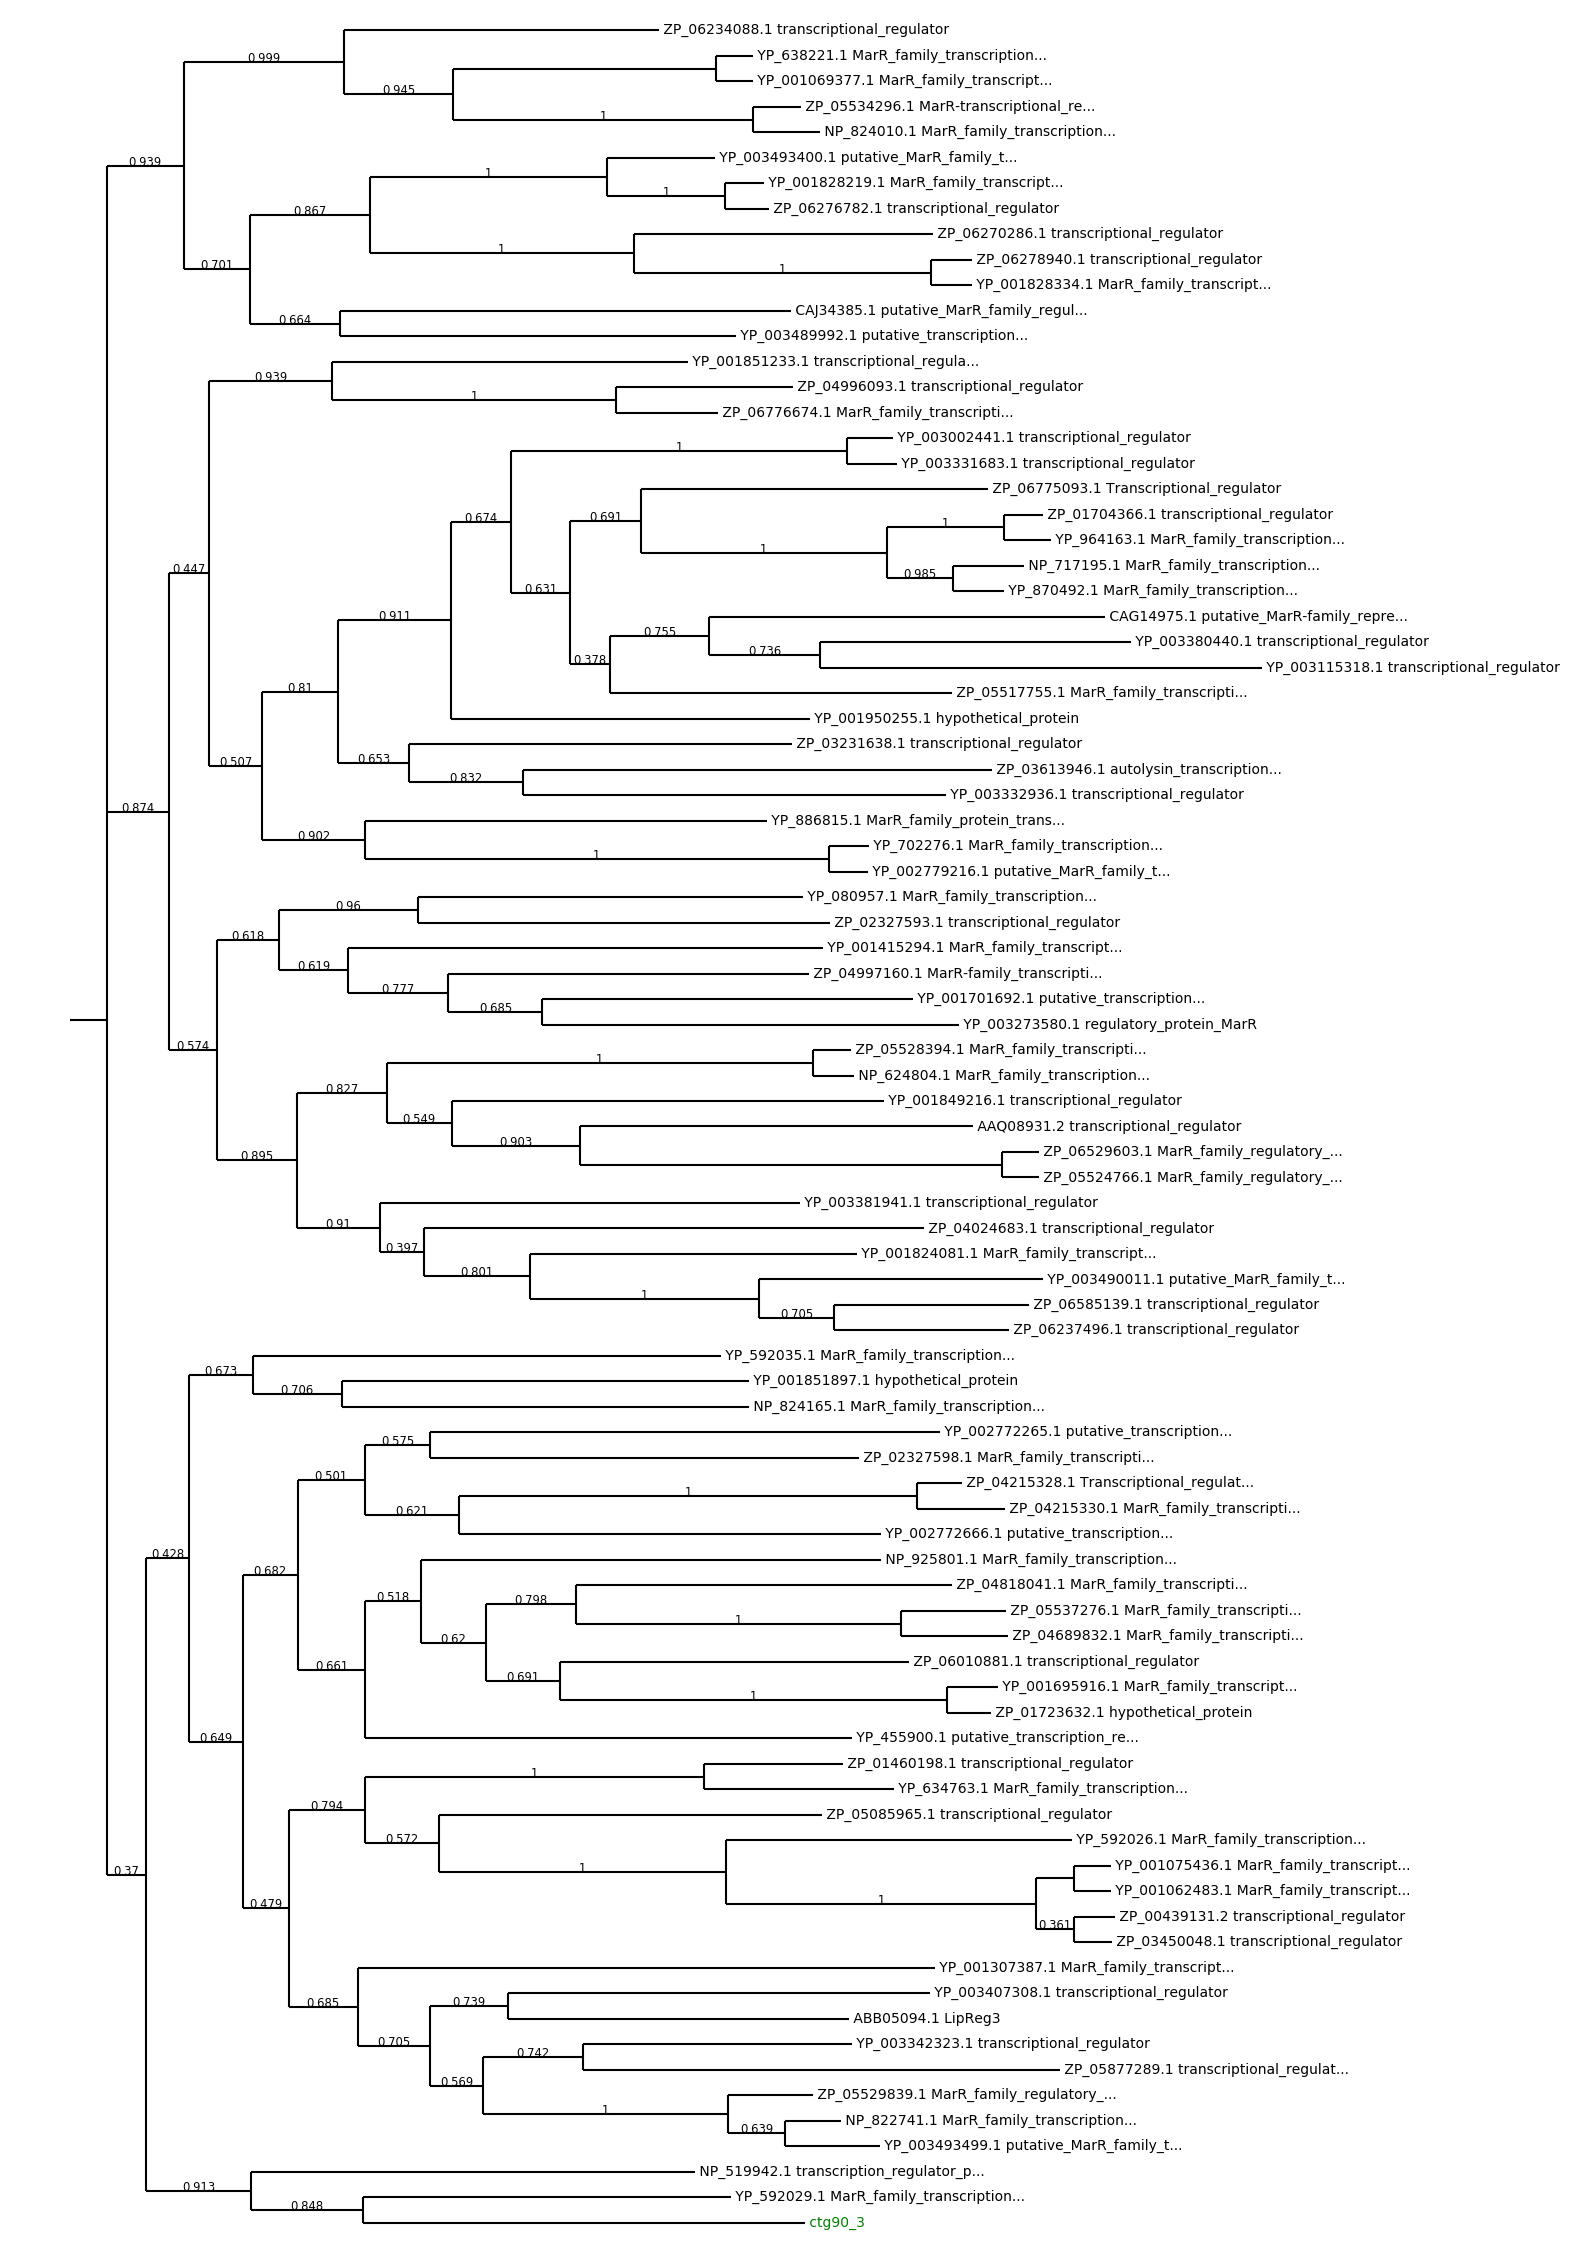 ZP_06234088.1 transcriptional_regulator
0.999
YP_638221.1 MarR_family_transcription...
YP_001069377.1 MarR_family_transcript...
0.945
ZP_05534296.1 MarR-transcriptional_re...
1
NP_824010.1 MarR_family_transcription...
YP_003493400.1 putative_MarR_family_t...
0.939
1
YP_001828219.1 MarR_family_transcript...
1
ZP_06276782.1 transcriptional_regulator
0.867
ZP_06270286.1 transcriptional_regulator
1
ZP_06278940.1 transcriptional_regulator
0.701
1
YP_001828334.1 MarR_family_transcript...
CAJ34385.1 putative_MarR_family_regul...
0.664
YP_003489992.1 putative_transcription...
YP_001851233.1 transcriptional_regula...
0.939
ZP_04996093.1 transcriptional_regulator
1
ZP_06776674.1 MarR_family_transcripti...
YP_003002441.1 transcriptional_regulator
1
YP_003331683.1 transcriptional_regulator
ZP_06775093.1 Transcriptional_regulator
0.674
0.691
ZP_01704366.1 transcriptional_regulator
1
YP_964163.1 MarR_family_transcription...
1
0.447
NP_717195.1 MarR_family_transcription...
0.985
YP_870492.1 MarR_family_transcription...
0.631
0.911
CAG14975.1 putative_MarR-family_repre...
0.755
YP_003380440.1 transcriptional_regulator
0.736
0.378
YP_003115318.1 transcriptional_regulator
0.81
ZP_05517755.1 MarR_family_transcripti...
YP_001950255.1 hypothetical_protein
ZP_03231638.1 transcriptional_regulator
0.507
0.653
ZP_03613946.1 autolysin_transcription...
0.832
YP_003332936.1 transcriptional_regulator
0.874
YP_886815.1 MarR_family_protein_trans...
0.902
YP_702276.1 MarR_family_transcription...
1
YP_002779216.1 putative_MarR_family_t...
YP_080957.1 MarR_family_transcription...
0.96
ZP_02327593.1 transcriptional_regulator
0.618
YP_001415294.1 MarR_family_transcript...
0.619
ZP_04997160.1 MarR-family_transcripti...
0.777
YP_001701692.1 putative_transcription...
0.685
YP_003273580.1 regulatory_protein_MarR
0.574
ZP_05528394.1 MarR_family_transcripti...
1
NP_624804.1 MarR_family_transcription...
0.827
YP_001849216.1 transcriptional_regulator
0.549
AAQ08931.2 transcriptional_regulator
0.903
ZP_06529603.1 MarR_family_regulatory_...
0.895
ZP_05524766.1 MarR_family_regulatory_...
YP_003381941.1 transcriptional_regulator
0.91
ZP_04024683.1 transcriptional_regulator
0.397
YP_001824081.1 MarR_family_transcript...
0.801
YP_003490011.1 putative_MarR_family_t...
1
ZP_06585139.1 transcriptional_regulator
0.705
ZP_06237496.1 transcriptional_regulator
YP_592035.1 MarR_family_transcription...
0.673
YP_001851897.1 hypothetical_protein
0.706
NP_824165.1 MarR_family_transcription...
YP_002772265.1 putative_transcription...
0.575
ZP_02327598.1 MarR_family_transcripti...
0.501
ZP_04215328.1 Transcriptional_regulat...
1
ZP_04215330.1 MarR_family_transcripti...
0.621
YP_002772666.1 putative_transcription...
0.428
NP_925801.1 MarR_family_transcription...
0.682
ZP_04818041.1 MarR_family_transcripti...
0.518
0.798
ZP_05537276.1 MarR_family_transcripti...
1
ZP_04689832.1 MarR_family_transcripti...
0.62
ZP_06010881.1 transcriptional_regulator
0.661
0.691
YP_001695916.1 MarR_family_transcript...
1
ZP_01723632.1 hypothetical_protein
0.649
YP_455900.1 putative_transcription_re...
ZP_01460198.1 transcriptional_regulator
1
YP_634763.1 MarR_family_transcription...
0.794
ZP_05085965.1 transcriptional_regulator
0.572
YP_592026.1 MarR_family_transcription...
1
0.37
YP_001075436.1 MarR_family_transcript...
YP_001062483.1 MarR_family_transcript...
1
0.479
ZP_00439131.2 transcriptional_regulator
0.361
ZP_03450048.1 transcriptional_regulator
YP_001307387.1 MarR_family_transcript...
YP_003407308.1 transcriptional_regulator
0.685
0.739
ABB05094.1 LipReg3
0.705
YP_003342323.1 transcriptional_regulator
0.742
ZP_05877289.1 transcriptional_regulat...
0.569
ZP_05529839.1 MarR_family_regulatory_...
1
NP_822741.1 MarR_family_transcription...
0.639
YP_003493499.1 putative_MarR_family_t...
NP_519942.1 transcription_regulator_p...
0.913
YP_592029.1 MarR_family_transcription...
0.848
ctg90_3